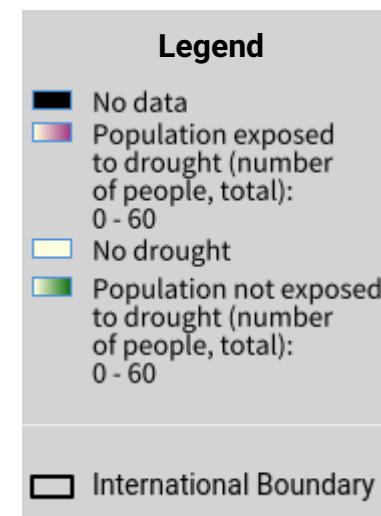 Legend
No data
Population exposed
to drought (number
of people, total):
0 - 60
No drought
Population not exposed
to drought (number
of people, total):
0 - 60
International Boundary